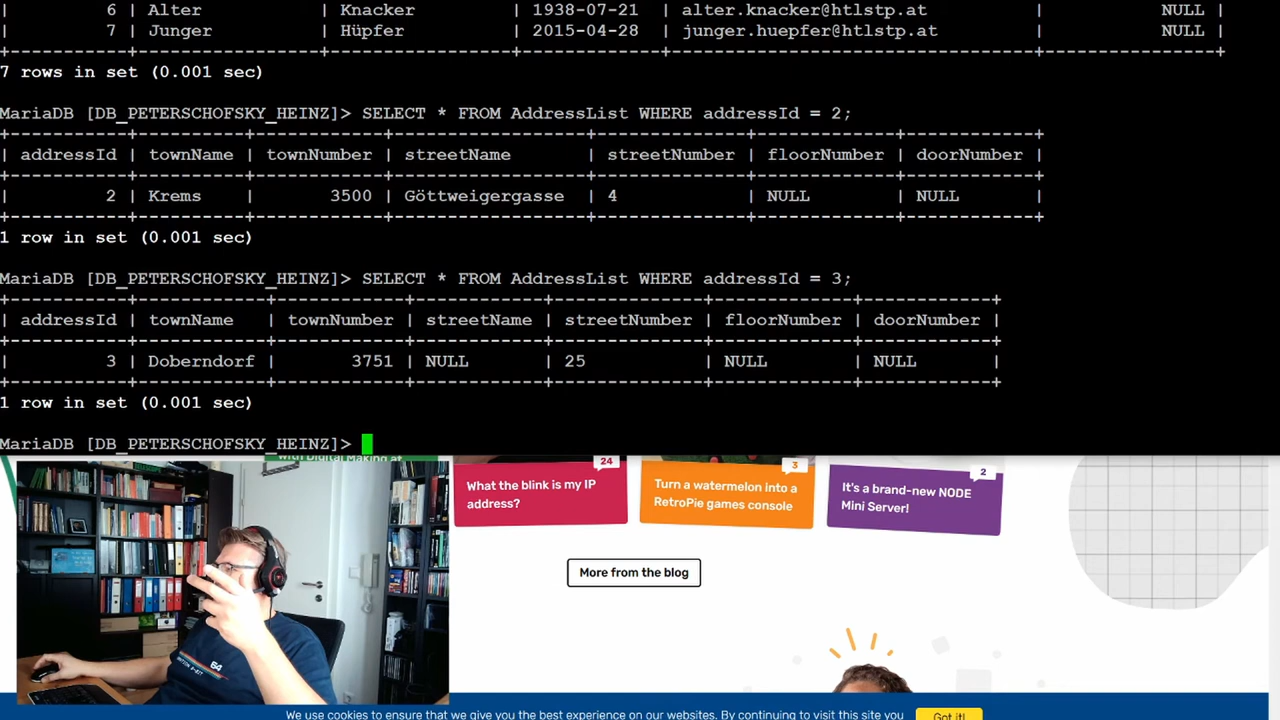 | 6 | Alter | Knacker | 1938-07-21 | alter.knacker@htlstp.at | NULL |
| 7 | Junger | Hüpfer | 2015-04-28 | junger.huepfer@htlstp.at | NULL |
7 rows in set (0.001 sec)
MariaDB [DB_PETERSCHOFSKY_HEINZ]> SELECT * FROM AddressList WHERE addressId = 2;
| addressId | townName | townNumber | streetName | streetNumber | floorNumber | doorNumber |
| 2 | Krems | 3500 | Göttweigergasse | 4 | NULL | NULL |
1 row in set (0.001 sec)
MariaDB [DB_PETERSCHOFSKY_HEINZ]> SELECT * FROM AddressList WHERE addressId = 3;
| addressId | townName | townNumber | streetName | streetNumber | floorNumber | doorNumber |
| 3 | Doberndorf | 3751 | NULL | 25 | NULL | NULL |
1 row in set (0.001 sec)
MariaDB [DB_PETERSCHOFSKY_HEINZ]>
with Digital Making at
24
What the blink is my IP
address?
3
Turn a watermelon into a
RetroPie games console
2
It's a brand-new NODE
Mini Server!
More from the blog
64
We use cookies to ensure that we give you the best experience on our websites. By continuing to visit this site you
Got it!